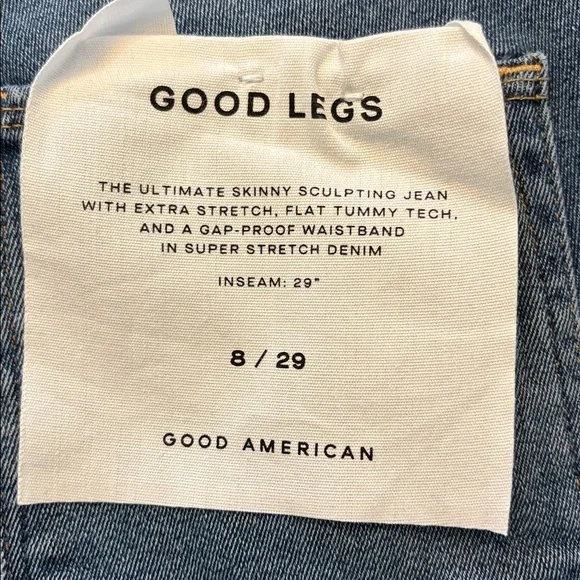 GOOD LEGS
THE ULTIMATE SKINNY SCULPTING JEAN
WITH EXTRA STRETCH, FLAT TUMMY TECH,
AND A GAP-PROOF WAISTBAND
IN SUPER STRETCH DENIM
INSEAM: 29"
8 / 29
GOOD AMERICAN